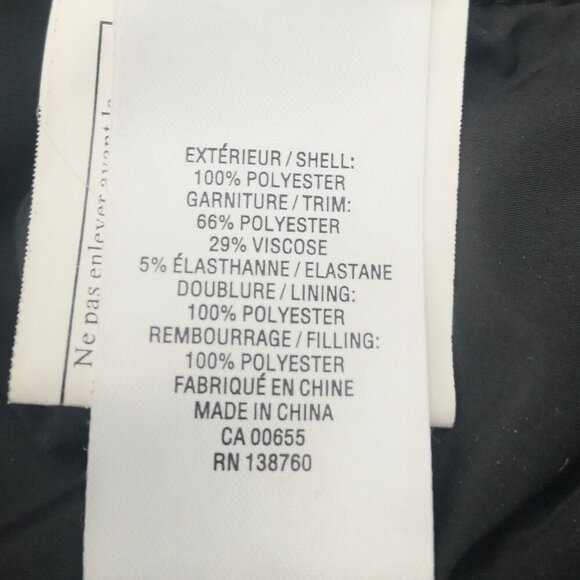 EXTÉRIEUR / SHELL:
100% POLYESTER
GARNITURE / TRIM:
66% POLYESTER
29% VISCOSE
5% ÉLASTHANNE / ELASTANE
DOUBLURE / LINING:
100% POLYESTER
REMBOURRAGE / FILLING:
100% POLYESTER
FABRIQUÉ EN CHINE
MADE IN CHINA
CA 00655
RN 138760
Ne pas enlever avant